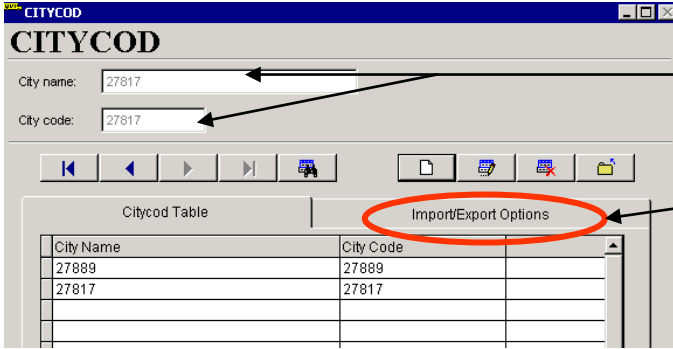 CITYCOD
CITYCOD
City name: 27817
City code: 27817
Citycod Table Import/Export Options
City Name City Code
27889 27889
27817 27817